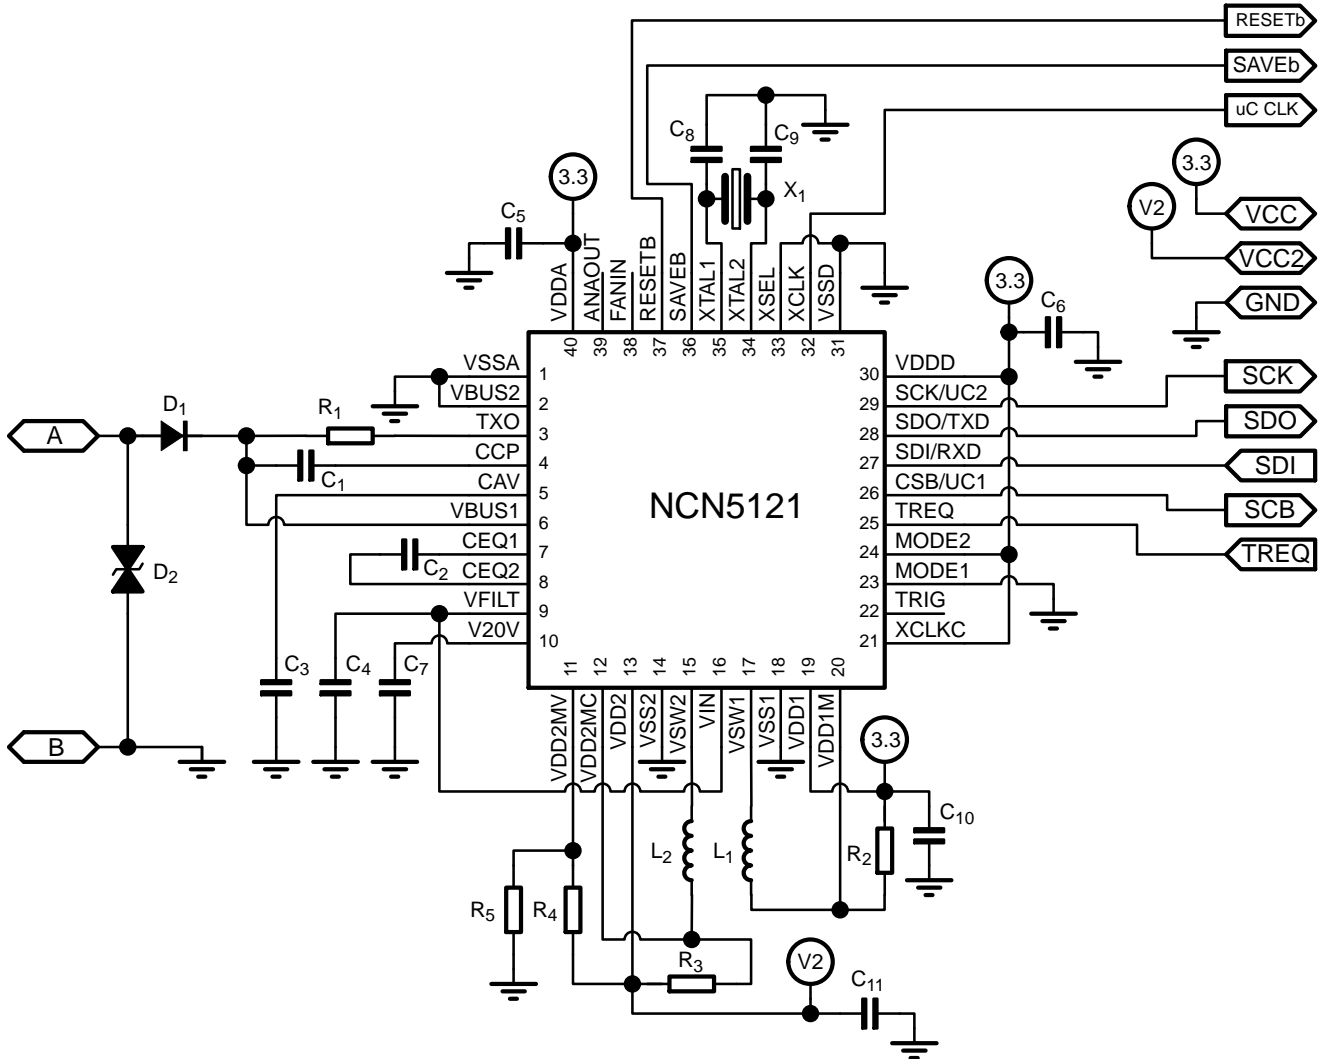 RESETb
SAVEb
uC CLK
C8
C9
X1
3.3
3.3
V2
VCC
VCC2
GND
C5
3.3
C6
VDDA
ANAOUT
FANIN
RESETB
SAVEB
XTAL1
XTAL2
XSEL
XCLK
VSSD
40
39
38
37
36
35
34
33
32
31
VSSA 1
VBUS2 2
TXO 3
CCP 4
CAV 5
VBUS1 6
CEQ1 7
CEQ2 8
VFILT 9
V20V 10
NCN5121
30 VDDD
29 SCK/UC2
28 SDO/TXD
27 SDI/RXD
26 CSB/UC1
25 TREQ
24 MODE2
23 MODE1
22 TRIG
21 XCLKC
SCK
SDO
SDI
SCB
TREQ
A
D1
R1
C1
D2
C2
C3
C4
C7
B
11
12
13
14
15
16
17
18
19
20
VDD2MV
VDD2MC
VDD2
VSS2
VSW2
VIN
VSW1
VSS1
VDD1
VDD1M
3.3
C10
L2
L1
R2
R5
R4
R3
V2
C11